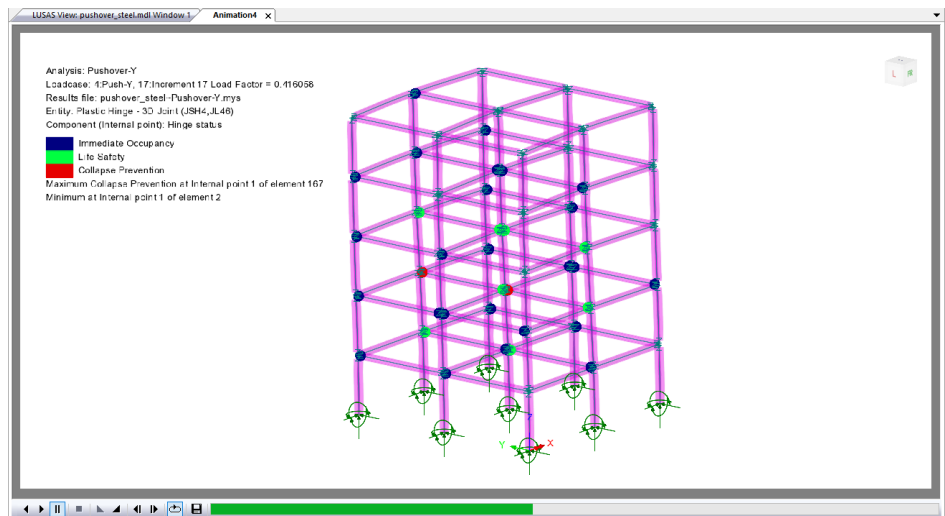 LUSAS View: pushover_steel.mdl Window 1
Animation4 x
Analysis: Pushover-Y
Loadcase: 4:Push-Y, 17:Increment 17 Load Factor = 0.416058
Results file: pushover_steel~Pushover-Y.mys
Entity: Plastic Hinge - 3D Joint (JSH4,JL46)
Component (Internal point): Hinge status
Immediate Occupancy
Life Safety
Collapse Prevention
Maximum Collapse Prevention at Internal point 1 of element 167
Minimum at Internal point 1 of element 2
L
Z
Y
X